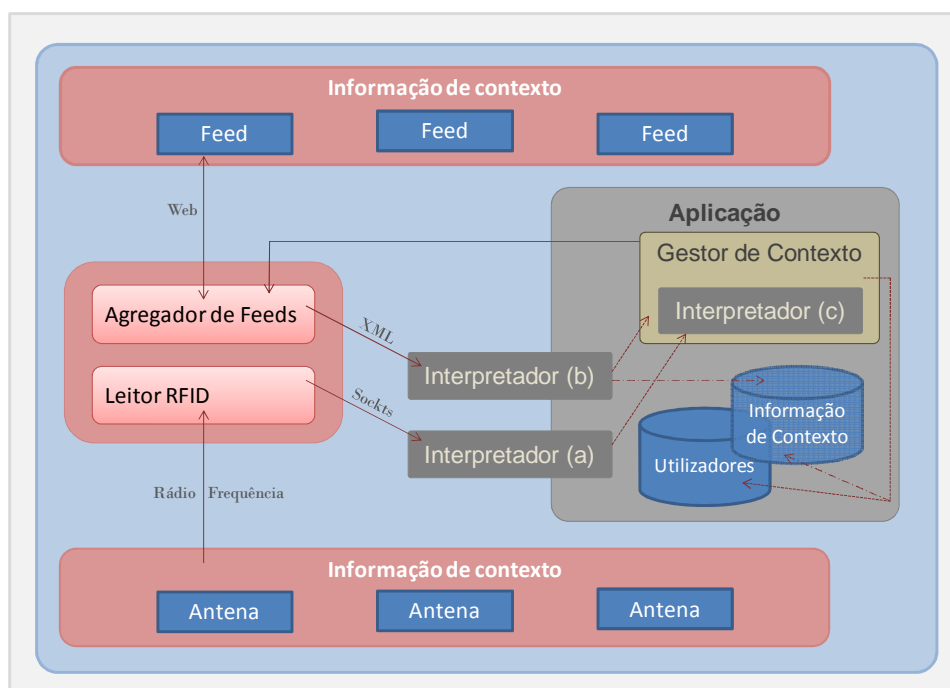 Informação de contexto
Feed
Feed
Feed
Web
Aplicação
Gestor de Contexto
Interpretador (c)
Agregador de Feeds
XML
Interpretador (b)
Leitor RFID
Sockts
Interpretador (a)
Informação
de Contexto
Utilizadores
Rádio Frequência
Informação de contexto
Antena
Antena
Antena